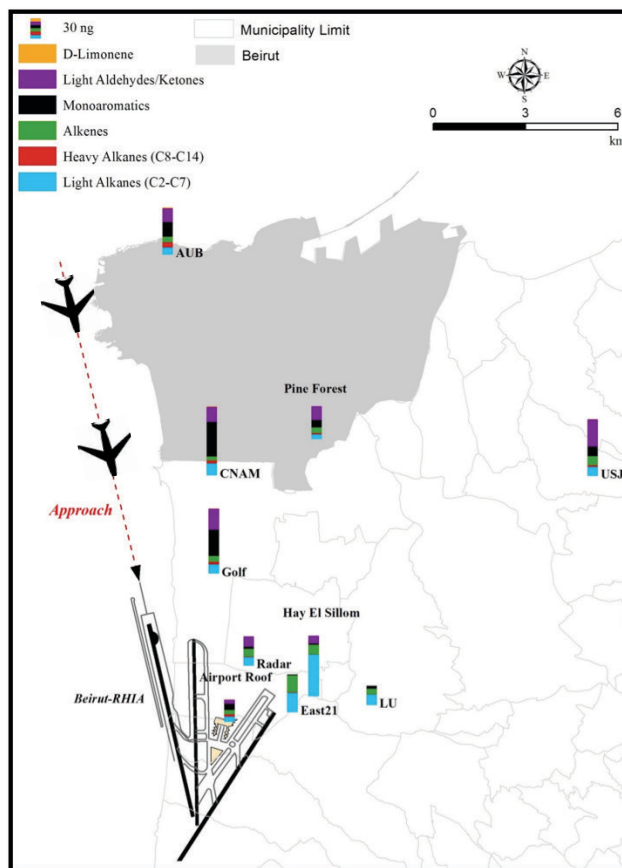 30 ng
D-Limonene
Light Aldehydes/Ketones
Monoaromatics
Alkenes
Heavy Alkanes (C8-C14)
Light Alkanes (C2-C7)
Municipality Limit
Beirut
N
W E
S
0 3 6
km
AUB
Pine Forest
CNAM
USJ
Approach
Golf
Hay El Sillom
Radar
Airport Roof
Beirut-RHIA
East21
LU